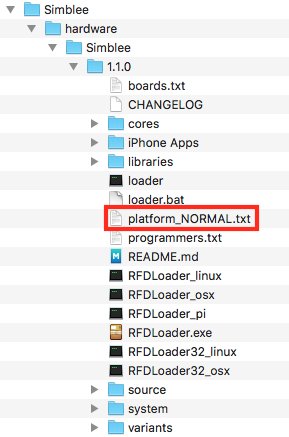 Simblee
hardware
Simblee
1.1.0
boards.txt
CHANGELOG
cores
iPhone Apps
libraries
loader
loader.bat
platform_NORMAL.txt
programmers.txt
README.md
RFDLoader_linux
RFDLoader_osx
RFDLoader_pi
RFDLoader.exe
RFDLoader32_linux
RFDLoader32_osx
source
system
variants